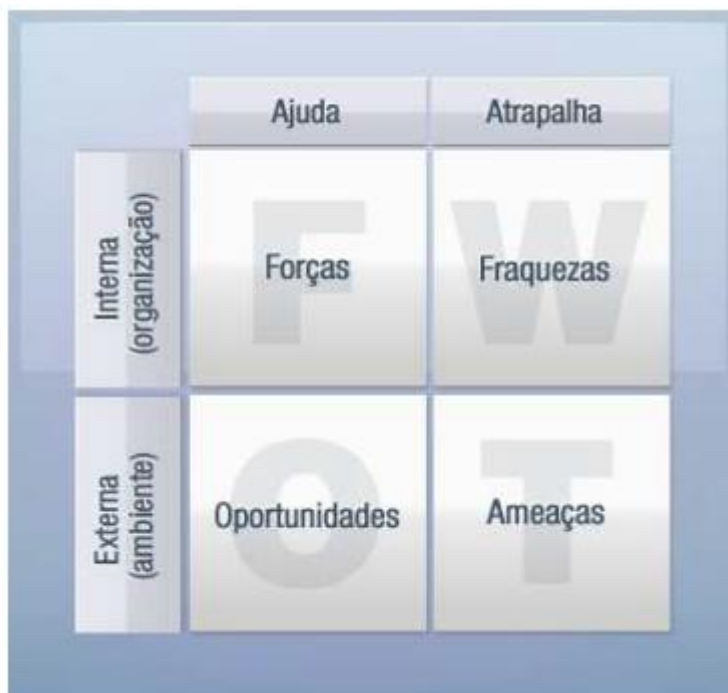 Ajuda
Atrapalha
Interna
(organização)
F
Forças
W
Fraquezas
Externa
(ambiente)
O
Oportunidades
T
Ameaças